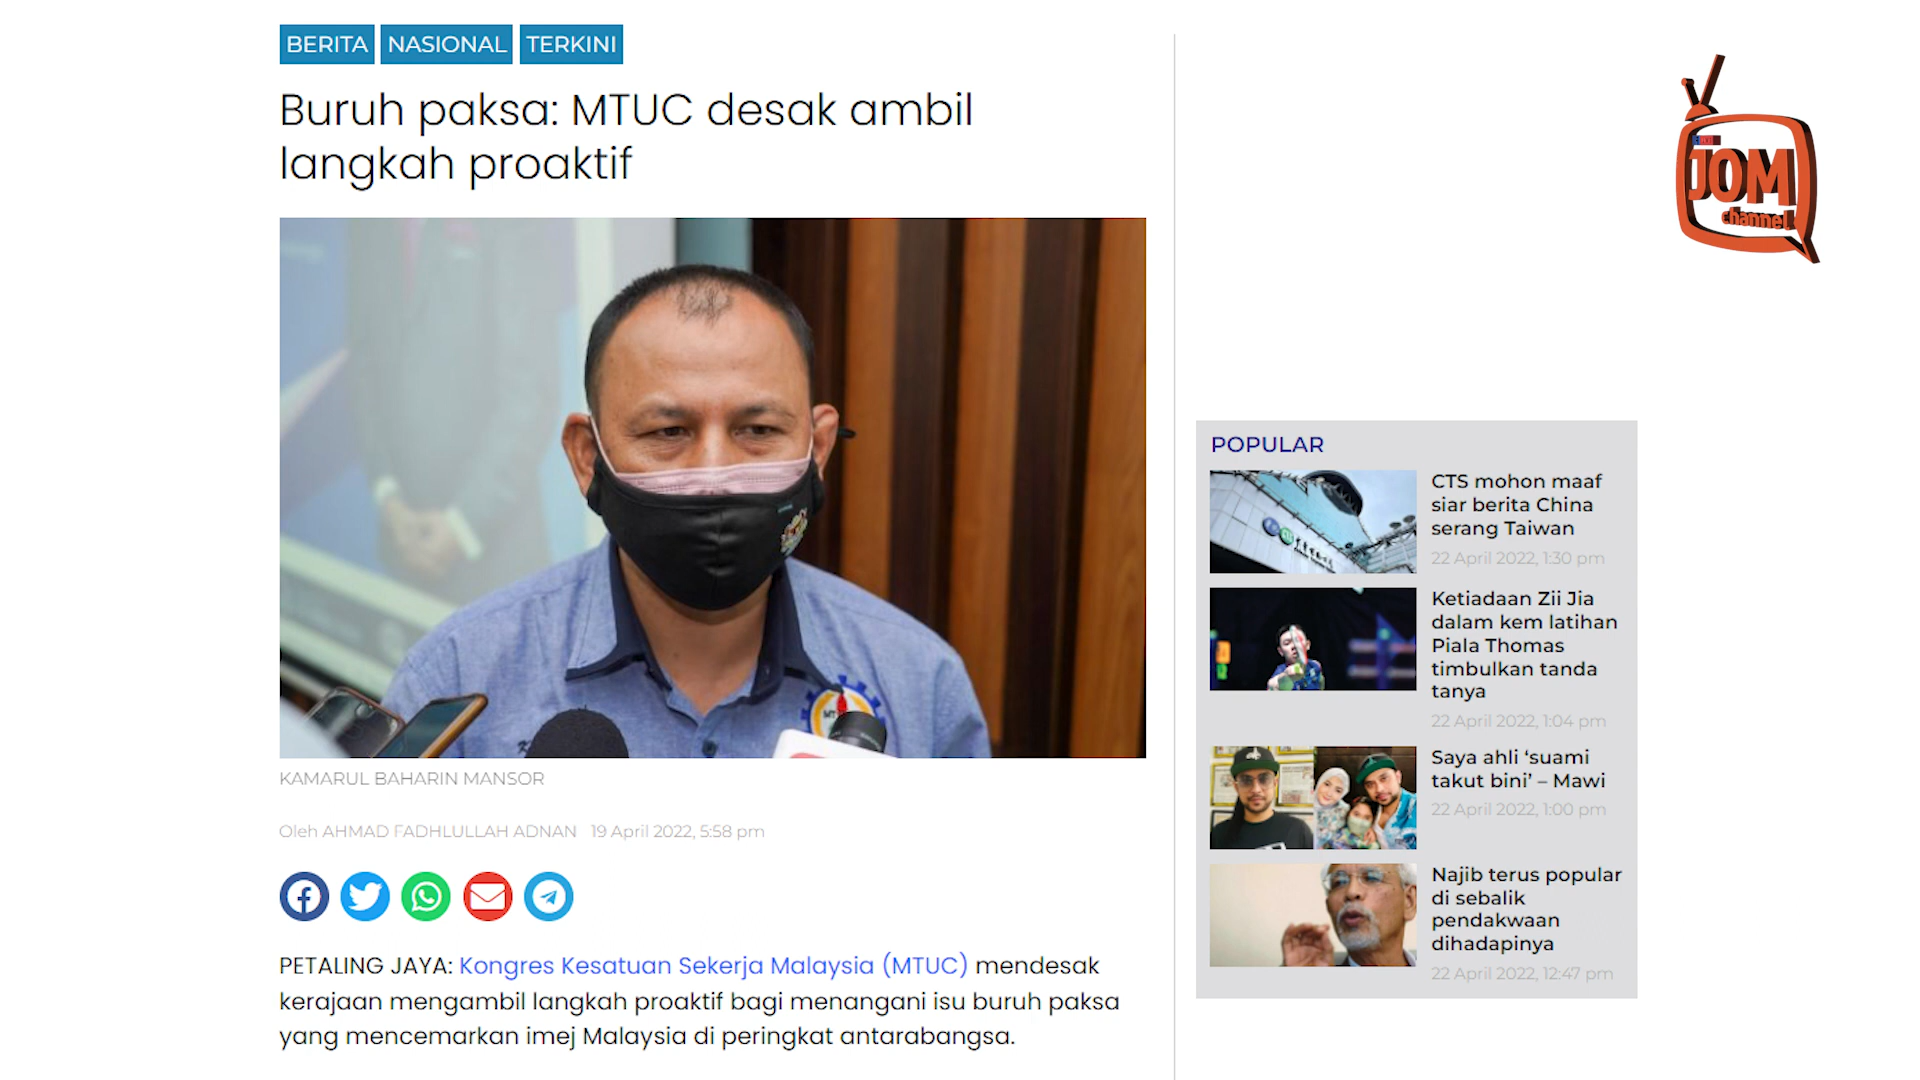 BERITA NASIONAL TERKINI
Buruh paksa: MTUC desak ambil
langkah proaktif
KAMARUL BAHARIN MANSOR
Oleh AHMAD FADHLULLAH ADNAN 19 April 2022, 5:58 pm
PETALING JAYA: Kongres Kesatuan Sekerja Malaysia (MTUC) mendesak
kerajaan mengambil langkah proaktif bagi menangani isu buruh paksa
yang mencemarkan imej Malaysia di peringkat antarabangsa.
JOM
channel
POPULAR
CTS mohon maaf
siar berita China
serang Taiwan
22 April 2022, 1:30 pm
Ketiadaan Zii Jia
dalam kem latihan
Piala Thomas
timbulkan tanda
tanya
22 April 2022, 1:04 pm
Saya ahli ‘suami
takut bini’ – Mawi
22 April 2022, 1:00 pm
Najib terus popular
di sebalik
pendakwaan
dihadapinya
22 April 2022, 12:47 pm